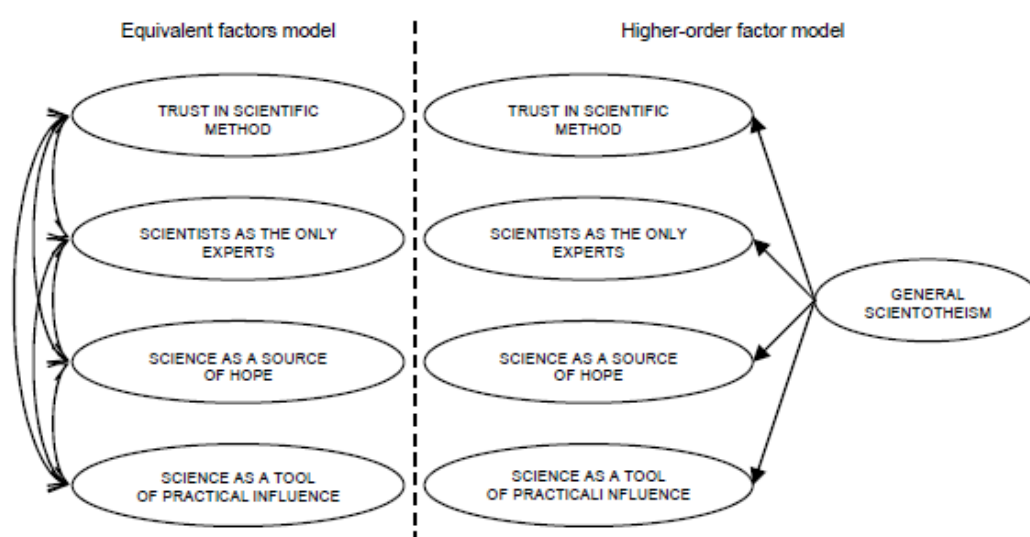 Equivalent factors model
TRUST IN SCIENTIFIC
METHOD
SCIENTISTS AS THE ONLY
EXPERTS
SCIENCE AS A SOURCE
OF HOPE
SCIENCE AS A TOOL
OF PRACTICAL INFLUENCE
Higher-order factor model
TRUST IN SCIENTIFIC
METHOD
SCIENTISTS AS THE ONLY
EXPERTS
SCIENCE AS A SOURCE
OF HOPE
SCIENCE AS A TOOL
OF PRACTICALI NFLUENCE
GENERAL
SCIENTOTHEISM